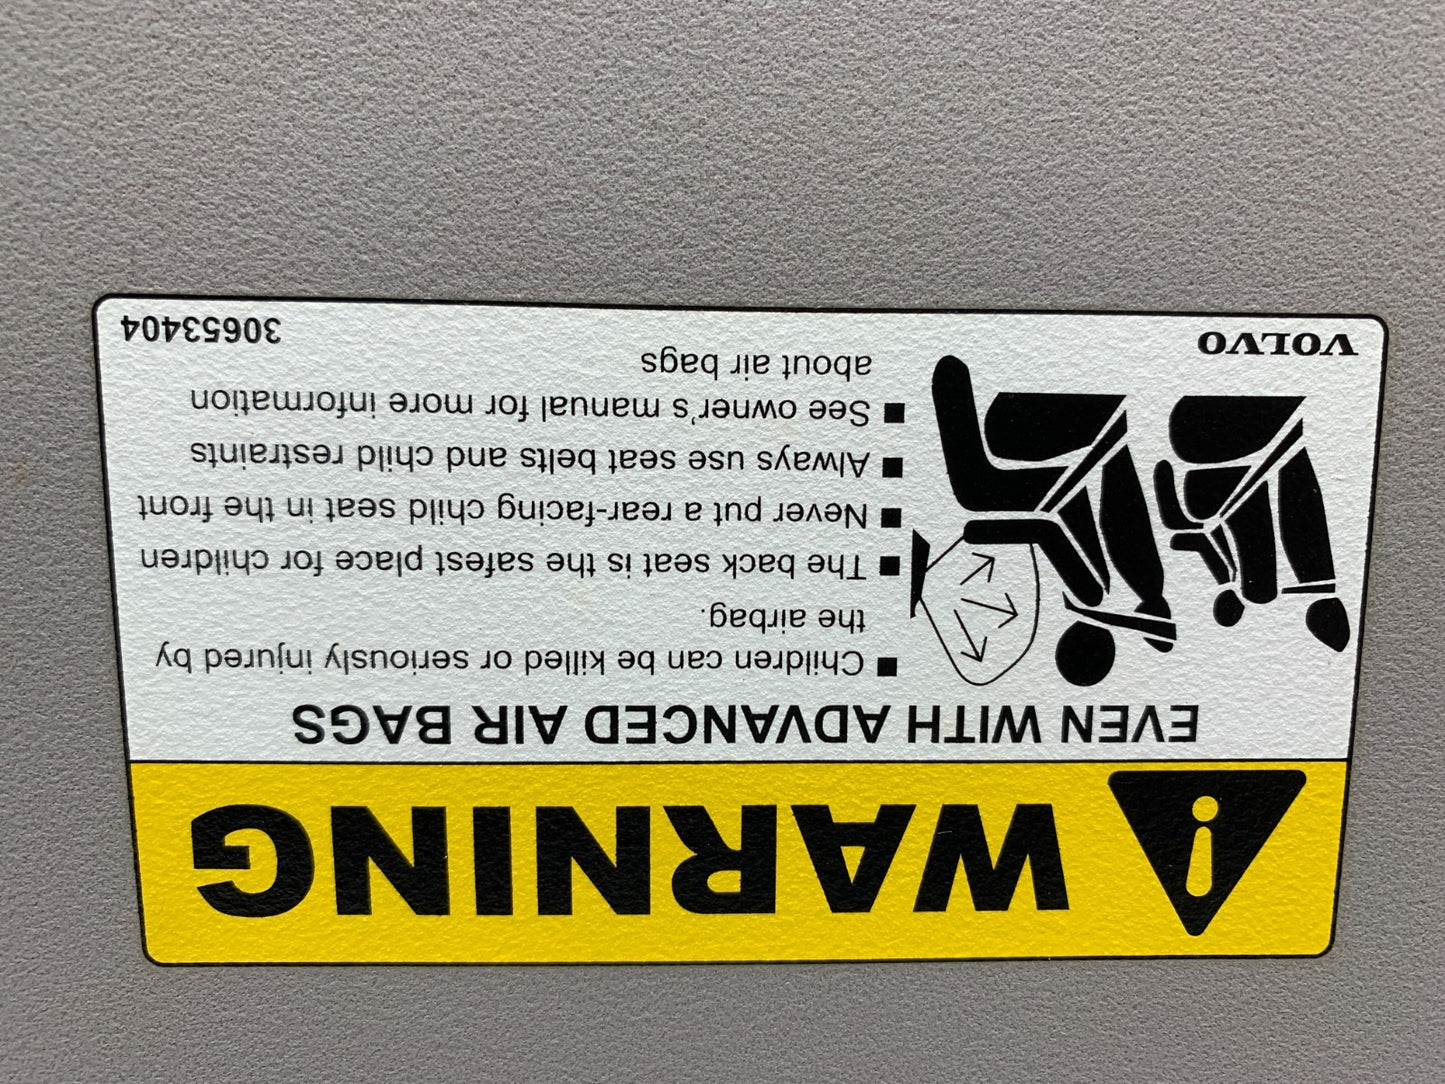 WARNING
EVEN WITH ADVANCED AIR BAGS
■ Children can be killed or seriously injured by
the airbag.
■ The back seat is the safest place for children
■ Never put a rear-facing child seat in the front
■ Always use seat belts and child restraints
■ See owner's manual for more information
about air bags
VOLVO
30653404